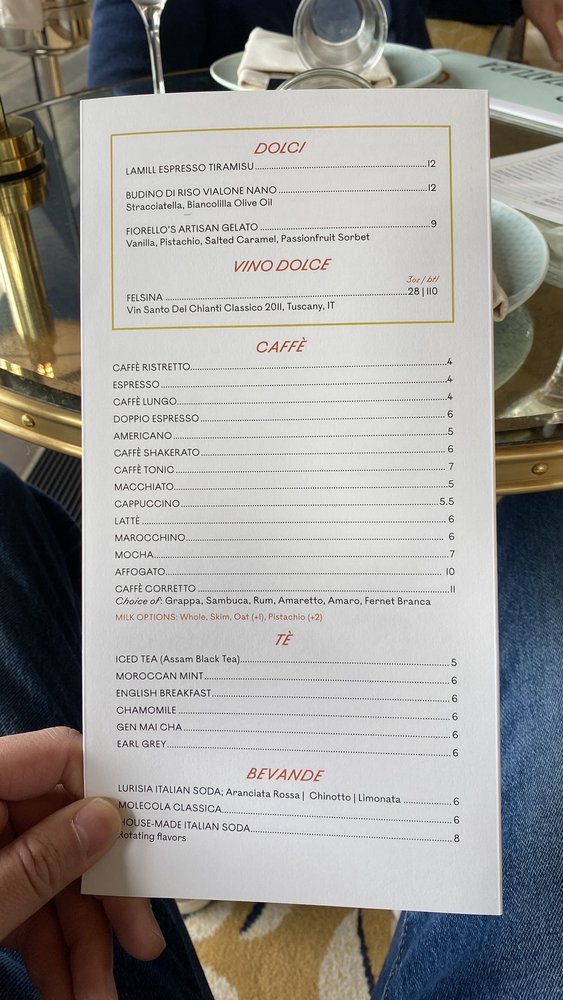 DOLCI
LAMILL ESPRESSO TIRAMISU 12
BUDINO DI RISO VIALONE NANO 12
Stracciatella, Biancolilla Olive Oil
FIORELLO'S ARTISAN GELATO 9
Vanilla, Pistachio, Salted Caramel, Passionfruit Sorbet
VINO DOLCE
3oz / btl
FELSINA 28 | 110
Vin Santo Del Chianti Classico 2011, Tuscany, IT
CAFFÈ
CAFFÈ RISTRETTO 4
ESPRESSO 4
CAFFÈ LUNGO 4
DOPPIO ESPRESSO 6
AMERICANO 5
CAFFÈ SHAKERATO 6
CAFFÈ TONIC 7
MACCHIATO 5
CAPPUCCINO 5.5
LATTÈ 6
MAROCCHINO 6
MOCHA 7
AFFOGATO 10
CAFFÈ CORRETTO 11
Choice of: Grappa, Sambuca, Rum, Amaretto, Amaro, Fernet Branca
MILK OPTIONS: Whole, Skim, Oat (+1), Pistachio (+2)
TÈ
ICED TEA (Assam Black Tea) 5
MOROCCAN MINT 6
ENGLISH BREAKFAST 6
CHAMOMILE 6
GEN MAI CHA 6
EARL GREY 6
BEVANDE
LURISIA ITALIAN SODA; Aranciata Rossa | Chinotto | Limonata 6
MOLECOLA CLASSICA 6
HOUSE-MADE ITALIAN SODA 8
Rotating flavors